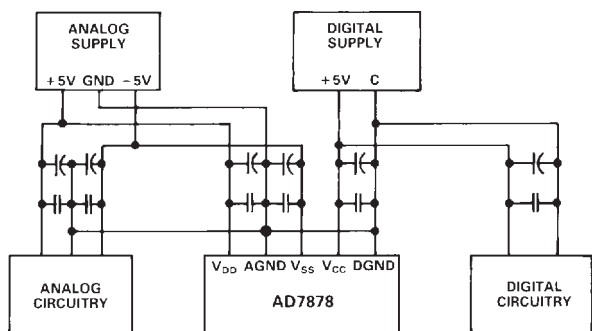 ANALOG
SUPPLY
+5V GND −5V
DIGITAL
SUPPLY
+5V C
ANALOG
CIRCUITRY
VDD AGND VSS VCC DGND
AD7878
DIGITAL
CIRCUITRY